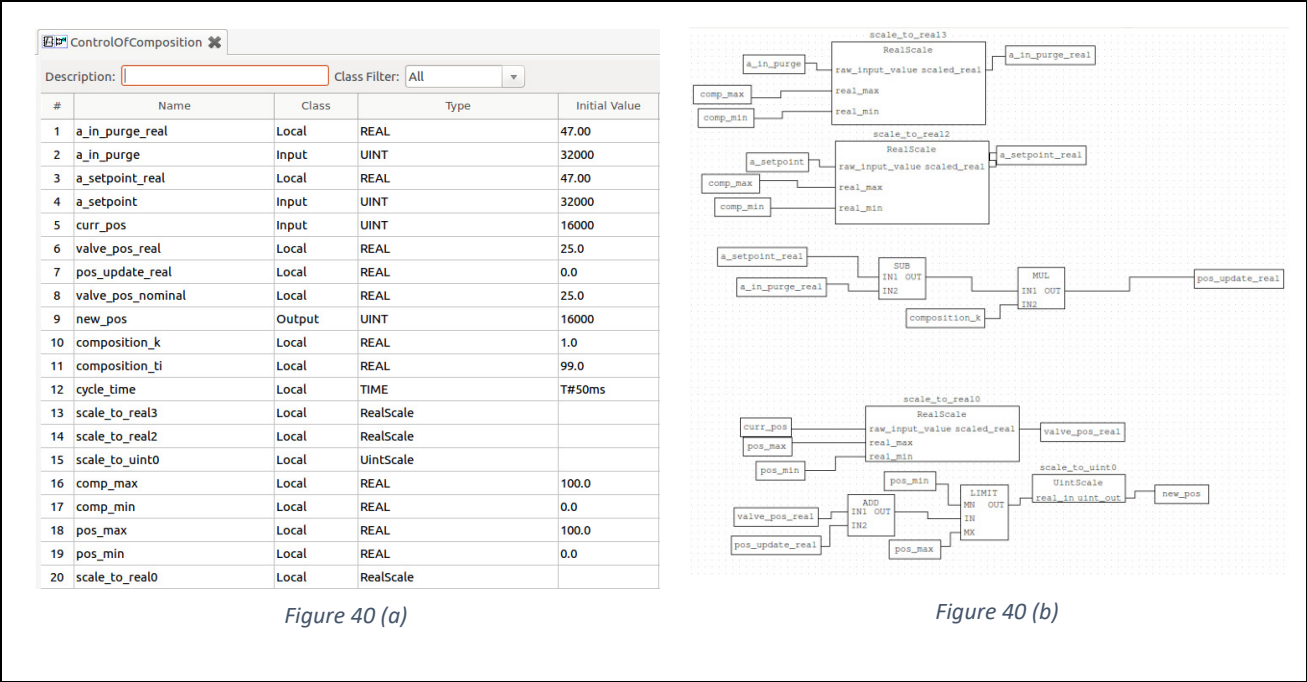 ControlOfComposition
Description: Class Filter: All
# Name Class Type Initial Value
1 a_in_purge_real Local REAL 47.00
2 a_in_purge Input UINT 32000
3 a_setpoint_real Local REAL 47.00
4 a_setpoint Input UINT 32000
5 curr_pos Input UINT 16000
6 valve_pos_real Local REAL 25.0
7 pos_update_real Local REAL 0.0
8 valve_pos_nominal Local REAL 25.0
9 new_pos Output UINT 16000
10 composition_k Local REAL 1.0
11 composition_ti Local REAL 99.0
12 cycle_time Local TIME T#50ms
13 scale_to_real3 Local RealScale
14 scale_to_real2 Local RealScale
15 scale_to_uint0 Local UintScale
16 comp_max Local REAL 100.0
17 comp_min Local REAL 0.0
18 pos_max Local REAL 100.0
19 pos_min Local REAL 0.0
20 scale_to_real0 Local RealScale
Figure 40 (a)
scale_to_real3
RealScale
a_in_purge raw_input_value scaled_real a_in_purge_real
comp_max real_max
comp_min real_min
scale_to_real2
RealScale
a_setpoint raw_input_value scaled_real a_setpoint_real
comp_max real_max
comp_min real_min
a_setpoint_real
SUB
IN1 OUT
a_in_purge_real IN2
MUL
IN1 OUT
IN2
pos_update_real
composition_k
scale_to_real0
RealScale
curr_pos raw_input_value scaled_real valve_pos_real
pos_max real_max
pos_min real_min
pos_min
scale_to_uint0
UintScale
real_in uint_out new_pos
LIMIT
MN OUT
IN
MX
ADD
valve_pos_real IN1 OUT
pos_update_real IN2
pos_max
Figure 40 (b)